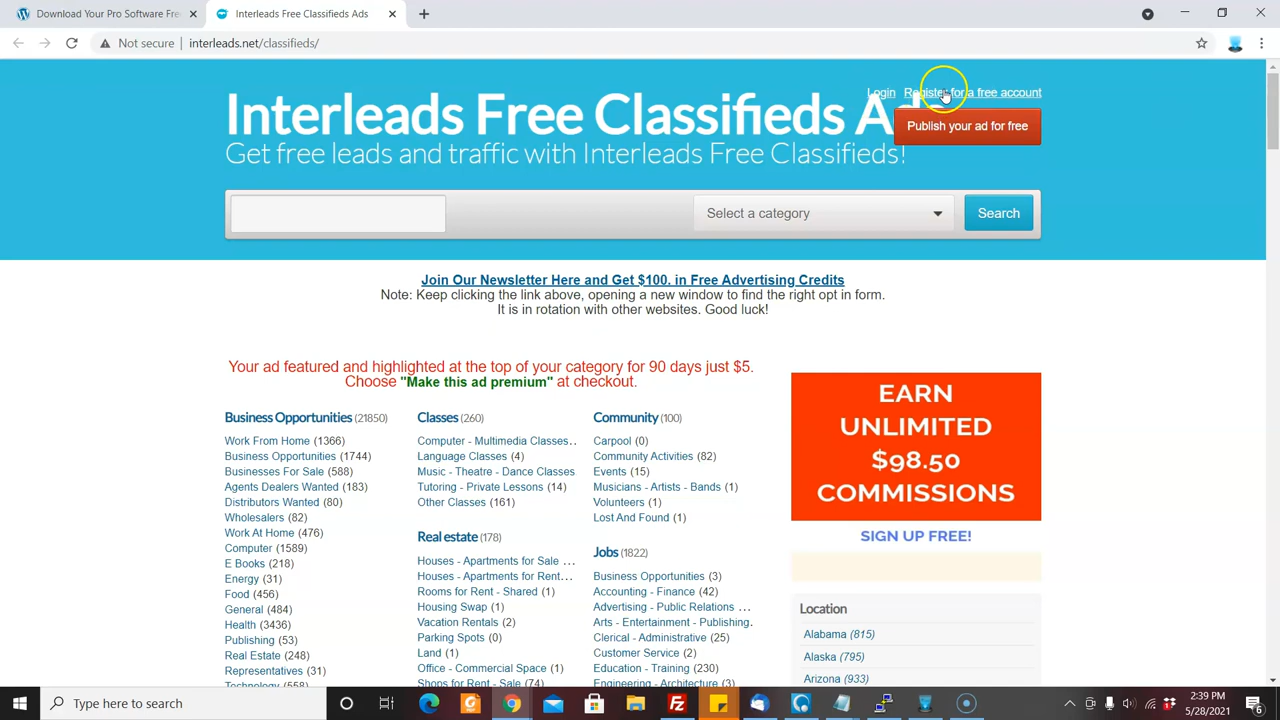 Download Your Pro Software Fre
Interleads Free Classifieds Ads
Not secure
interleads.net/classifieds/
Login
Register for a free account
Interleads Free Classifieds Ad
Publish your ad for free
Get free leads and traffic with Interleads Free Classifieds!
Select a category
Search
Join Our Newsletter Here and Get $100. in Free Advertising Credits
Note: Keep clicking the link above, opening a new window to find the right opt in form.
It is in rotation with other websites. Good luck!
Your ad featured and highlighted at the top of your category for 90 days just $5.
Choose "Make this ad premium" at checkout.
Business Opportunities (21850)
Work From Home (1366)
Business Opportunities (1744)
Businesses For Sale (588)
Agents Dealers Wanted (183)
Distributors Wanted (80)
Wholesalers (82)
Work At Home (476)
Computer (1589)
E Books (218)
Energy (31)
Food (456)
General (484)
Health (3436)
Publishing (53)
Real Estate (248)
Representatives (31)
Technology (558)
Classes (260)
Computer - Multimedia Classes...
Language Classes (4)
Music - Theatre - Dance Classes
Tutoring - Private Lessons (14)
Other Classes (161)
Real estate (178)
Houses - Apartments for Sale ...
Houses - Apartments for Rent...
Rooms for Rent - Shared (1)
Housing Swap (1)
Vacation Rentals (2)
Parking Spots (0)
Land (1)
Office - Commercial Space (1)
Shops for Rent - Sale (74)
Community (100)
Carpool (0)
Community Activities (82)
Events (15)
Musicians - Artists - Bands (1)
Volunteers (1)
Lost And Found (1)
Jobs (1822)
Business Opportunities (3)
Accounting - Finance (42)
Advertising - Public Relations ...
Arts - Entertainment - Publishing.
Clerical - Administrative (25)
Customer Service (2)
Education - Training (230)
Engineering - Architecture (3)
EARN
UNLIMITED
$98.50
COMMISSIONS
SIGN UP FREE!
Location
Alabama (815)
Alaska (795)
Arizona (933)
Type here to search
2:39 PM
5/28/2021
6